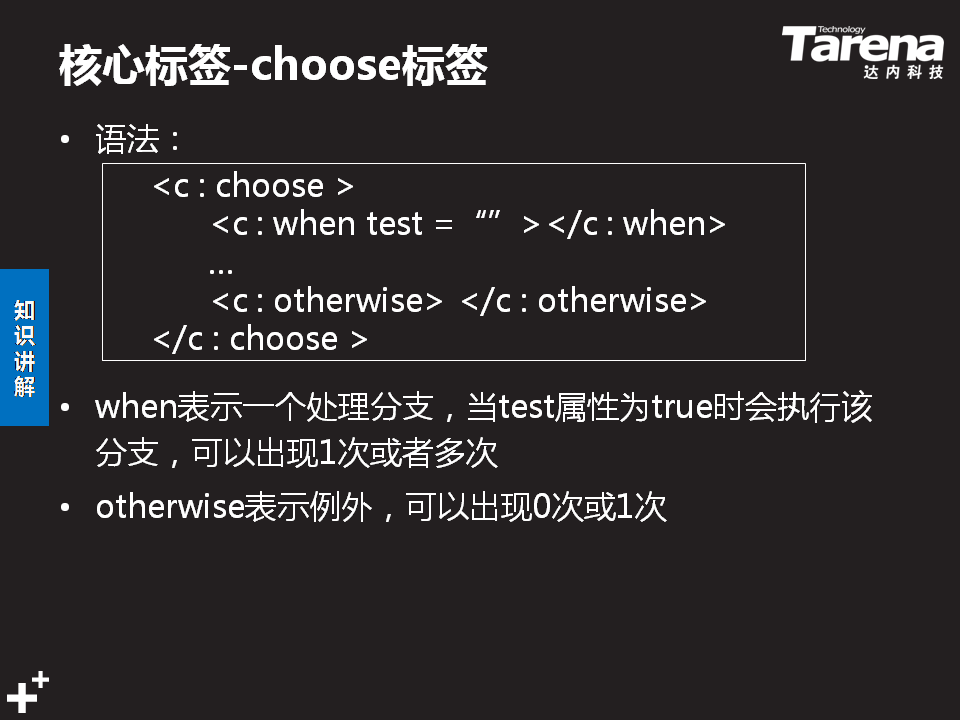 核心标签-choose标签
Technology
Tarena
达内科技
• 语法：
<c : choose >
<c : when test = “” > </c : when>
...
<c : otherwise> </c : otherwise>
</c : choose >
知识讲解
• when表示一个处理分支，当test属性为true时会执行该
分支，可以出现1次或者多次
• otherwise表示例外，可以出现0次或1次